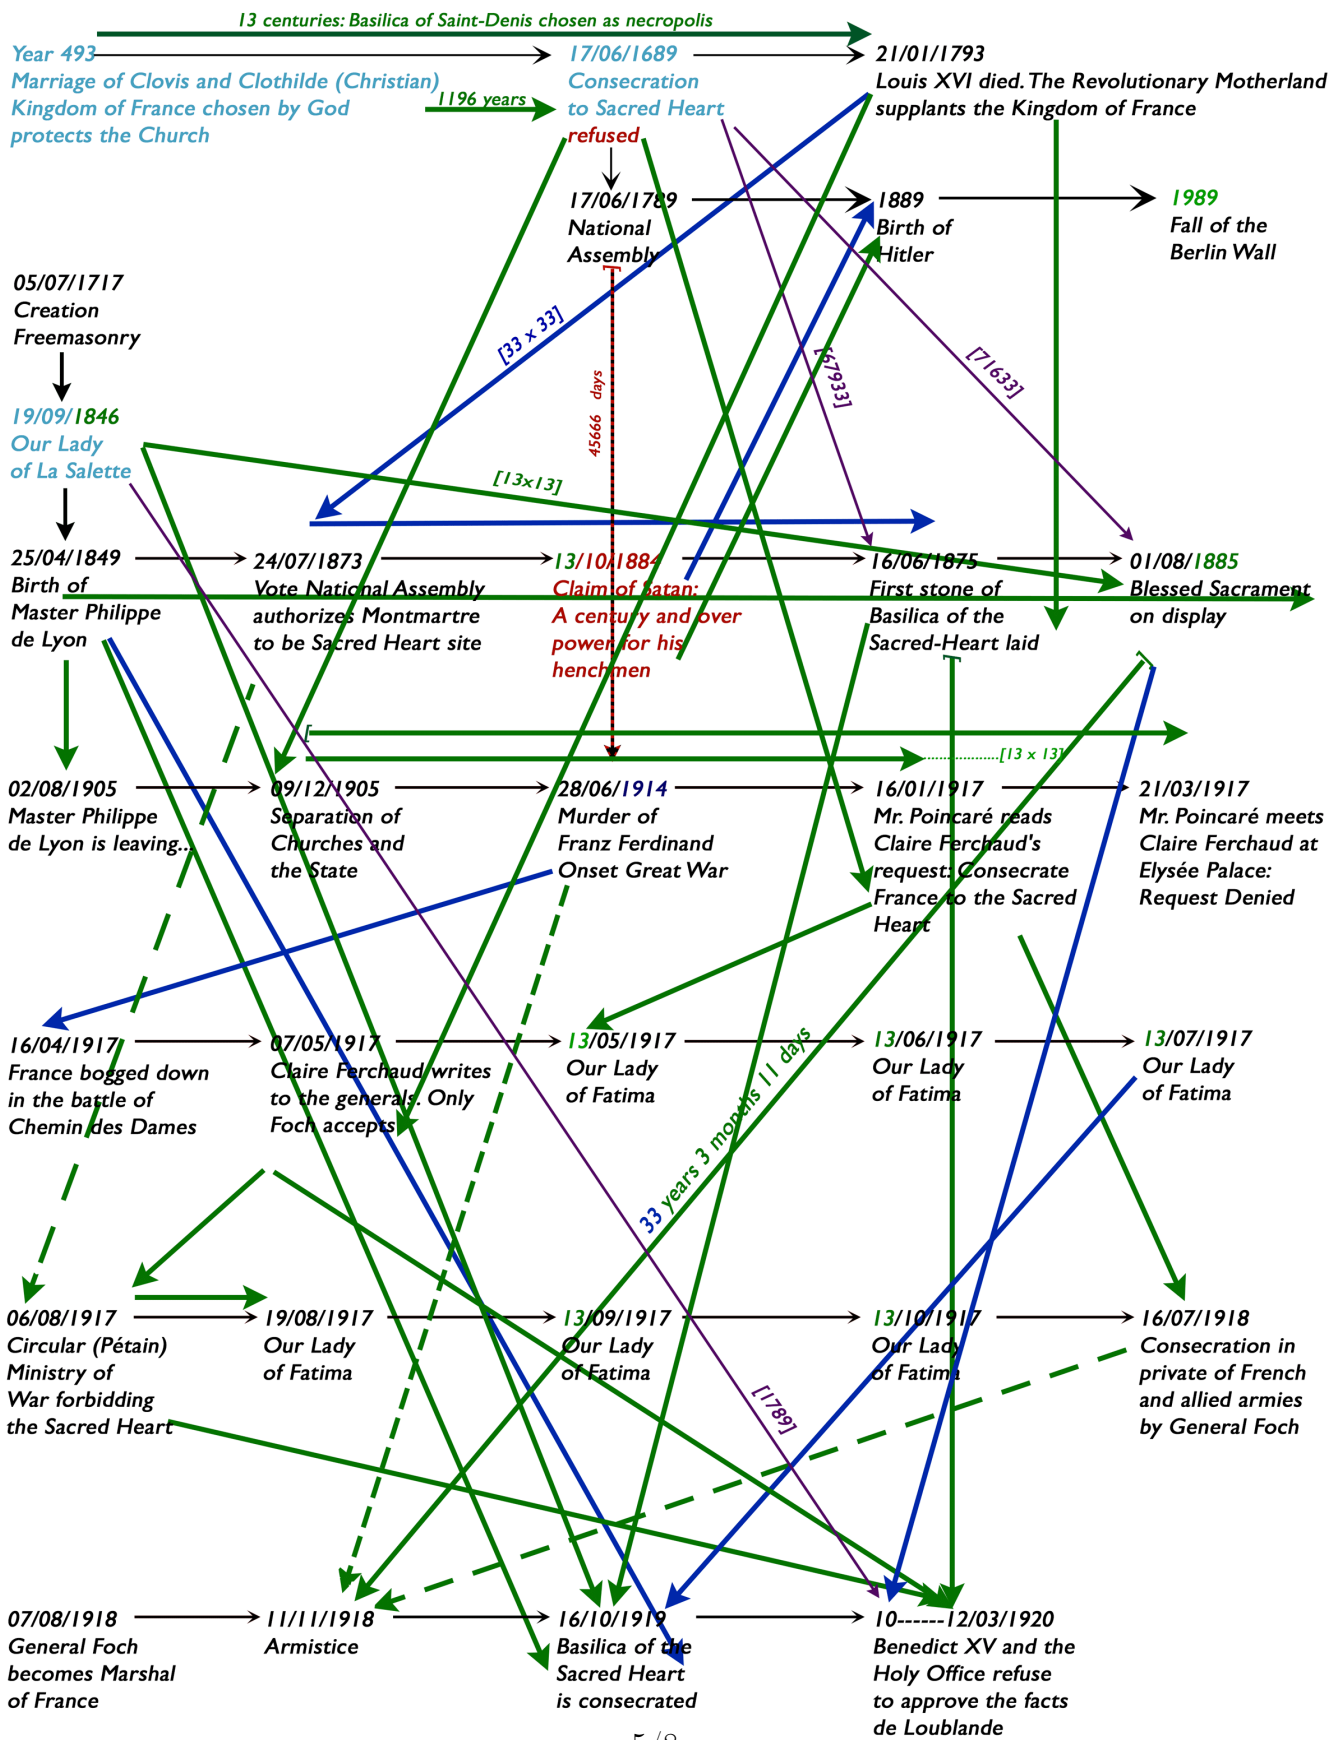 13 centuries: Basilica of Saint-Denis chosen as necropolis
Year 493
Marriage of Clovis and Clothilde (Christian)
Kingdom of France chosen by God
protects the Church
1196 years
17/06/1689
Consecration
to Sacred Heart
refused
21/01/1793
Louis XVI died. The Revolutionary Motherland
supplants the Kingdom of France
17/06/1789
National
Assembly
1889
Birth of
Hitler
1989
Fall of the
Berlin Wall
05/07/1717
Creation
Freemasonry
[33 x 33]
45666 days
[67933]
[71633]
19/09/1846
Our Lady
of La Salette
[13x13]
25/04/1849
Birth of
Master Philippe
de Lyon
24/07/1873
Vote National Assembly
authorizes Montmartre
to be Sacred Heart site
13/10/1884
Claim of Satan:
A century and over
power for his
henchmen
16/06/1875
First stone of
Basilica of the
Sacred-Heart laid
01/08/1885
Blessed Sacrament
on display
[
]
]
[13 x 13]
02/08/1905
Master Philippe
de Lyon is leaving...
09/12/1905
Separation of
Churches and
the State
28/06/1914
Murder of
Franz Ferdinand
Onset Great War
16/01/1917
Mr. Poincaré reads
Claire Ferchaud's
request: Consecrate
France to the Sacred
Heart
21/03/1917
Mr. Poincaré meets
Claire Ferchaud at
Elysée Palace:
Request Denied
16/04/1917
France bogged down
in the battle of
Chemin des Dames
07/05/1917
Claire Ferchaud writes
to the generals. Only
Foch accepts
13/05/1917
Our Lady
of Fatima
13/06/1917
Our Lady
of Fatima
13/07/1917
Our Lady
of Fatima
33 years 3 months 11 days
06/08/1917
Circular (Pétain)
Ministry of
War forbidding
the Sacred Heart
19/08/1917
Our Lady
of Fatima
13/09/1917
Our Lady
of Fatima
13/10/1917
Our Lady
of Fatima
16/07/1918
Consecration in
private of French
and allied armies
by General Foch
[1789]
07/08/1918
General Foch
becomes Marshal
of France
11/11/1918
Armistice
16/10/1919
Basilica of the
Sacred Heart
is consecrated
10------12/03/1920
Benedict XV and the
Holy Office refuse
to approve the facts
de Loublande